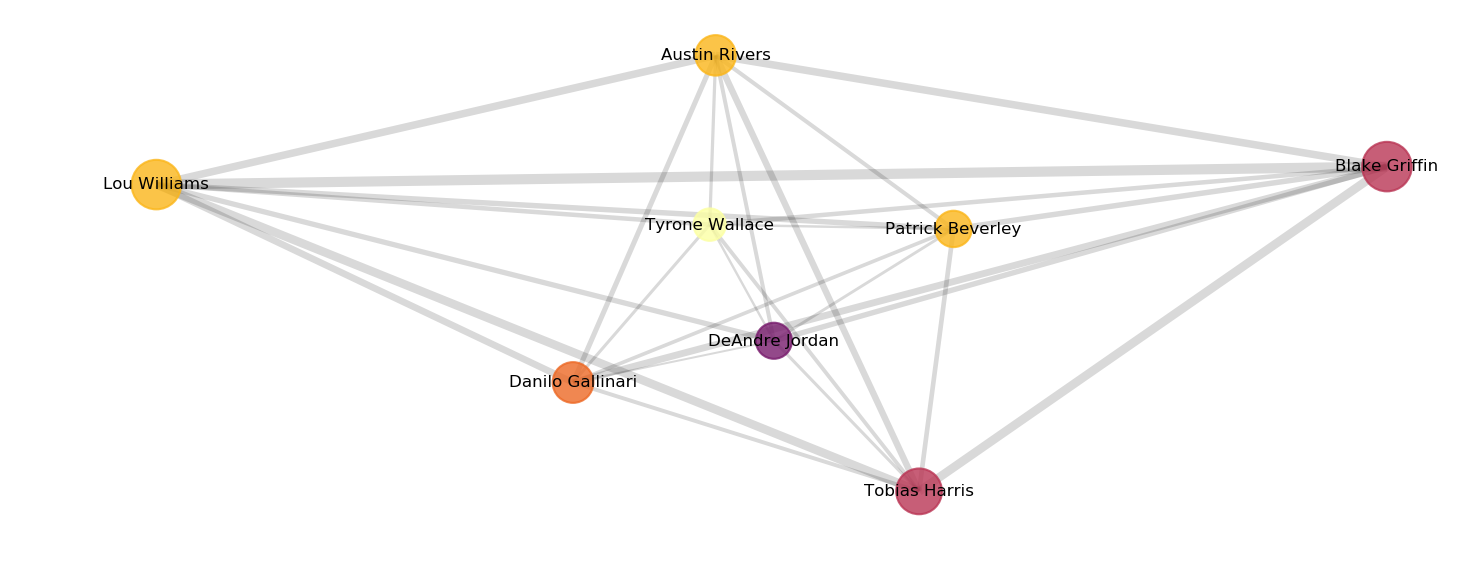 Austin Rivers
Blake Griffin
Lou Williams
Tyrone Wallace
Patrick Beverley
DeAndre Jordan
Danilo Gallinari
Tobias Harris